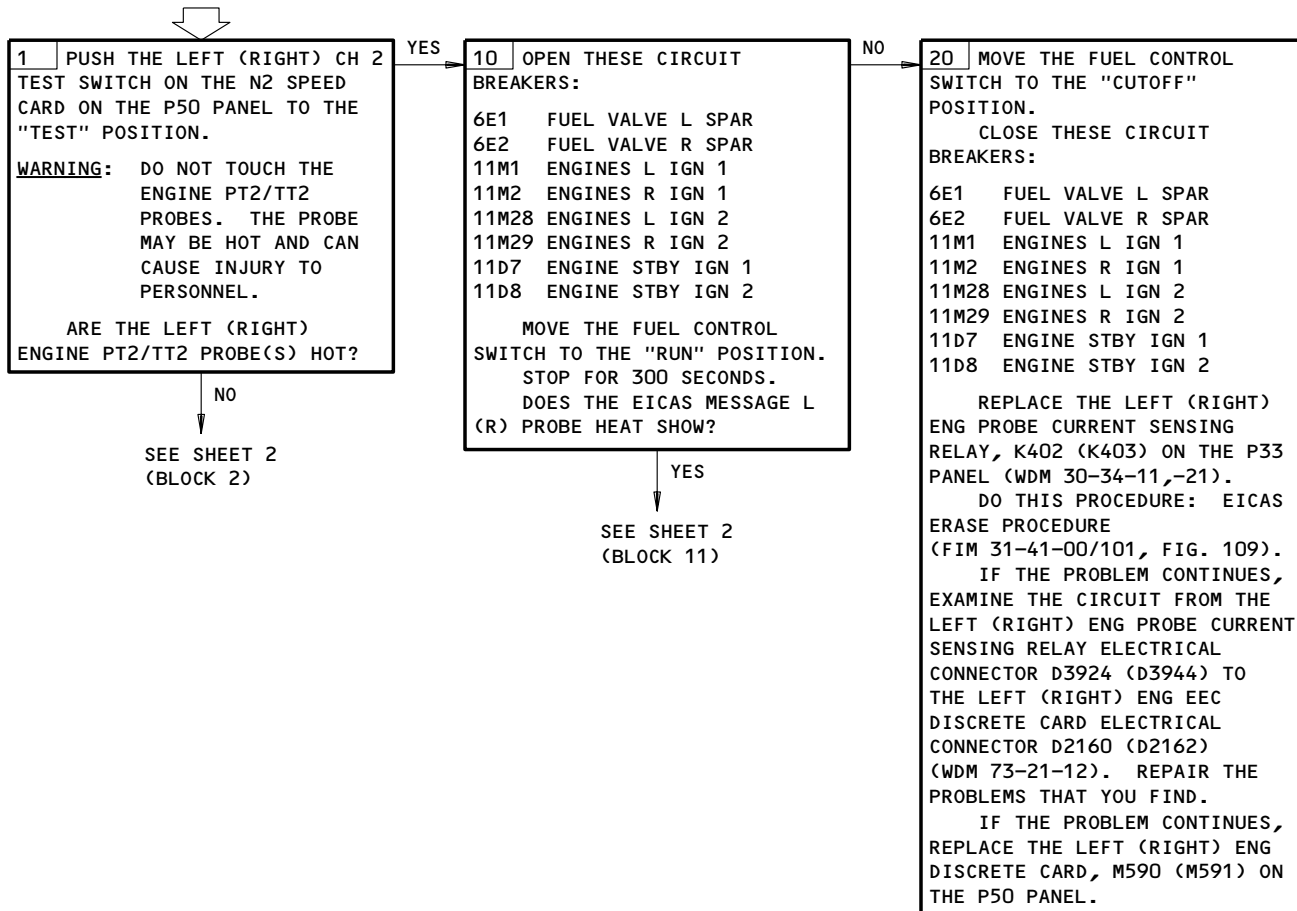 1 PUSH THE LEFT (RIGHT) CH 2
TEST SWITCH ON THE N2 SPEED
CARD ON THE P50 PANEL TO THE
"TEST" POSITION.
WARNING: DO NOT TOUCH THE
ENGINE PT2/TT2
PROBES. THE PROBE
MAY BE HOT AND CAN
CAUSE INJURY TO
PERSONNEL.
ARE THE LEFT (RIGHT)
ENGINE PT2/TT2 PROBE(S) HOT?
NO
SEE SHEET 2
(BLOCK 2)
YES
10 OPEN THESE CIRCUIT
BREAKERS:
6E1 FUEL VALVE L SPAR
6E2 FUEL VALVE R SPAR
11M1 ENGINES L IGN 1
11M2 ENGINES R IGN 1
11M28 ENGINES L IGN 2
11M29 ENGINES R IGN 2
11D7 ENGINE STBY IGN 1
11D8 ENGINE STBY IGN 2
MOVE THE FUEL CONTROL
SWITCH TO THE "RUN" POSITION.
STOP FOR 300 SECONDS.
DOES THE EICAS MESSAGE L
(R) PROBE HEAT SHOW?
YES
SEE SHEET 2
(BLOCK 11)
NO
20 MOVE THE FUEL CONTROL
SWITCH TO THE "CUTOFF"
POSITION.
CLOSE THESE CIRCUIT
BREAKERS:
6E1 FUEL VALVE L SPAR
6E2 FUEL VALVE R SPAR
11M1 ENGINES L IGN 1
11M2 ENGINES R IGN 1
11M28 ENGINES L IGN 2
11M29 ENGINES R IGN 2
11D7 ENGINE STBY IGN 1
11D8 ENGINE STBY IGN 2
REPLACE THE LEFT (RIGHT)
ENG PROBE CURRENT SENSING
RELAY, K402 (K403) ON THE P33
PANEL (WDM 30-34-11,-21).
DO THIS PROCEDURE: EICAS
ERASE PROCEDURE
(FIM 31-41-00/101, FIG. 109).
IF THE PROBLEM CONTINUES,
EXAMINE THE CIRCUIT FROM THE
LEFT (RIGHT) ENG PROBE CURRENT
SENSING RELAY ELECTRICAL
CONNECTOR D3924 (D3944) TO
THE LEFT (RIGHT) ENG EEC
DISCRETE CARD ELECTRICAL
CONNECTOR D2160 (D2162)
(WDM 73-21-12). REPAIR THE
PROBLEMS THAT YOU FIND.
IF THE PROBLEM CONTINUES,
REPLACE THE LEFT (RIGHT) ENG
DISCRETE CARD, M590 (M591) ON
THE P50 PANEL.